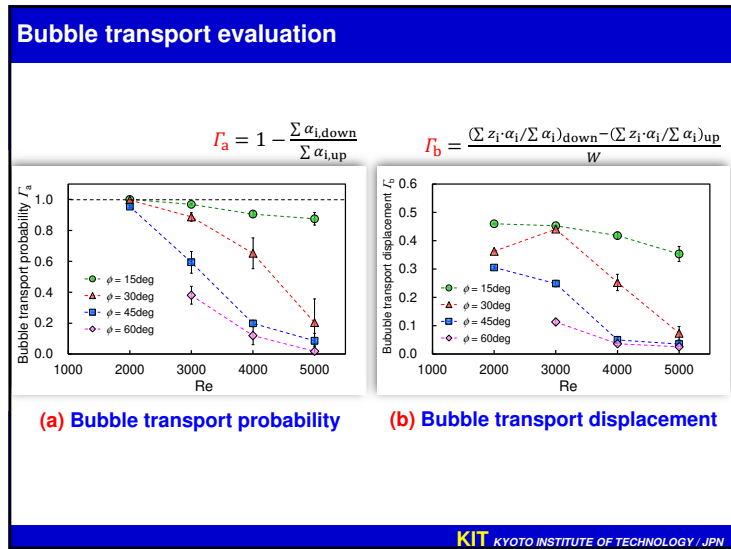 Bubble transport evaluation
Γa = 1 − ∑ αi,down / ∑ αi,up
Γb = (∑ zi·αi/∑ αi)down−(∑ zi·αi/∑ αi)up / W
Bubble transport probability Γa
1.0
0.8
0.6
0.4
0.2
0.0
ϕ = 15deg
ϕ = 30deg
ϕ = 45deg
ϕ = 60deg
1000 2000 3000 4000 5000
Re
(a) Bubble transport probability
Bububle transport displacement Γb
0.6
0.5
0.4
0.3
0.2
0.1
0.0
ϕ = 15deg
ϕ = 30deg
ϕ = 45deg
ϕ = 60deg
1000 2000 3000 4000 5000
Re
(b) Bubble transport displacement
KIT KYOTO INSTITUTE OF TECHNOLOGY / JPN